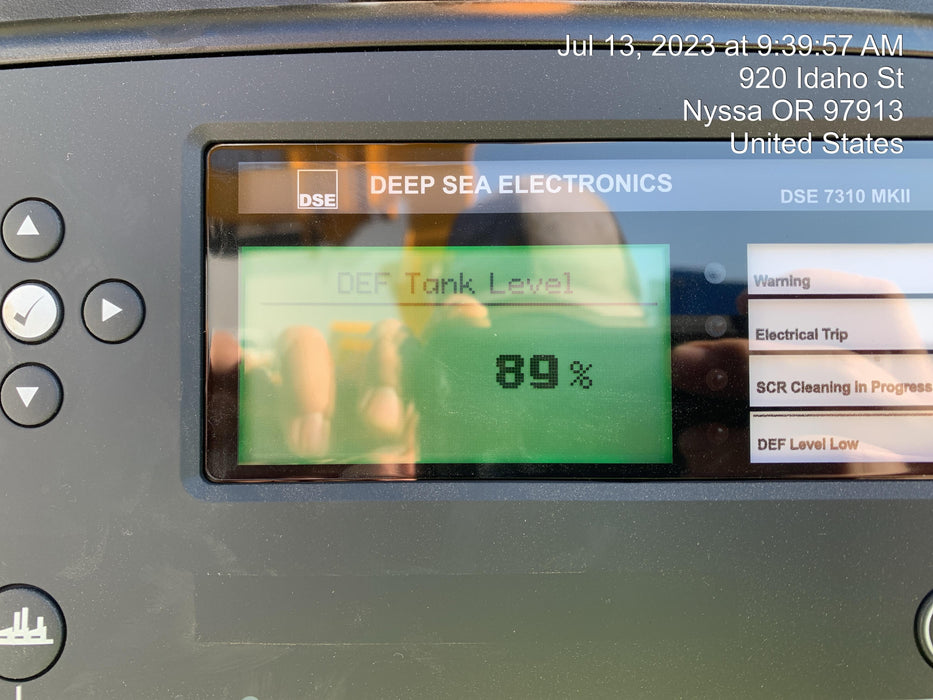 Jul 13, 2023 at 9:39:57 AM
920 Idaho St
Nyssa OR 97913
United States
DSE
DEEP SEA ELECTRONICS
DSE 7310 MKII
DEF Tank Level
89 %
Warning
Electrical Trip
SCR Cleaning In Progress
DEF Level Low